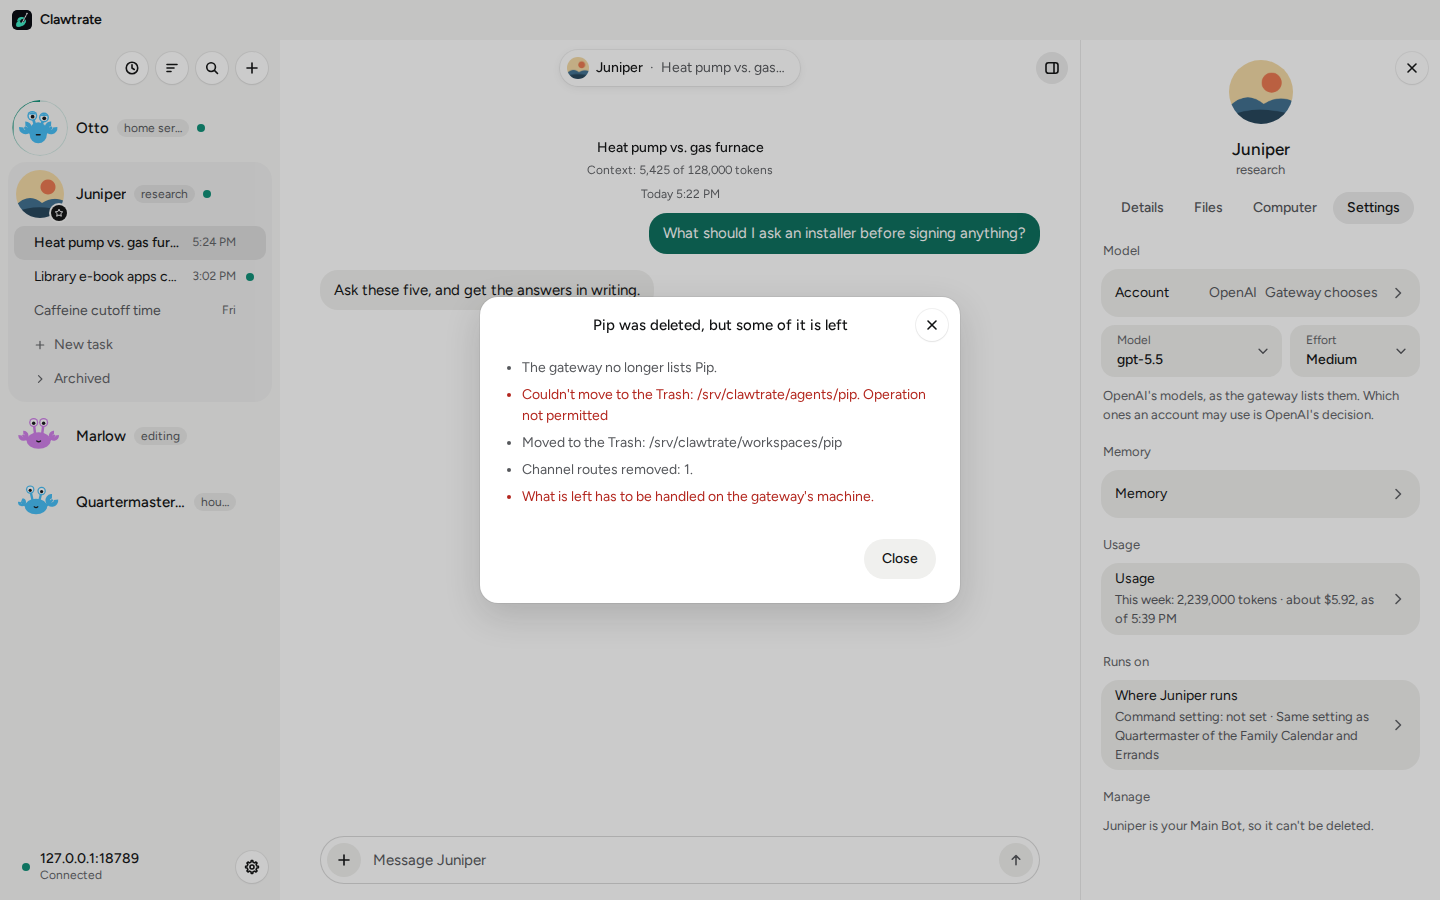 Clawtrate
Otto
home ser...
Juniper
research
Heat pump vs. gas fur...
5:24 PM
Library e-book apps c...
3:02 PM
Caffeine cutoff time
Fri
New task
Archived
Marlow
editing
Quartermaster...
hou...
127.0.0.1:18789
Connected
Juniper · Heat pump vs. gas...
Heat pump vs. gas furnace
Context: 5,425 of 128,000 tokens
Today 5:22 PM
What should I ask an installer before signing anything?
Ask these five, and get the answers in writing.
Pip was deleted, but some of it is left
• The gateway no longer lists Pip.
• Couldn't move to the Trash: /srv/clawtrate/agents/pip. Operation
not permitted
• Moved to the Trash: /srv/clawtrate/workspaces/pip
• Channel routes removed: 1.
• What is left has to be handled on the gateway's machine.
Close
Message Juniper
Juniper
research
Details
Files
Computer
Settings
Model
Account
OpenAI Gateway chooses
Model
gpt-5.5
Effort
Medium
OpenAI's models, as the gateway lists them. Which
ones an account may use is OpenAI's decision.
Memory
Memory
Usage
Usage
This week: 2,239,000 tokens · about $5.92, as
of 5:39 PM
Runs on
Where Juniper runs
Command setting: not set · Same setting as
Quartermaster of the Family Calendar and
Errands
Manage
Juniper is your Main Bot, so it can't be deleted.